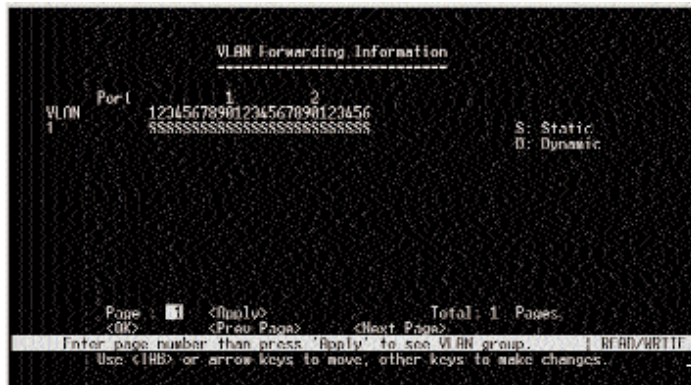 VLAN Forwarding Information
----------------------------
Port 1 2
VLAN 12345678901234567890123456
1 SSSSSSSSSSSSSSSSSSSSSSSSSS
S: Static
D: Dynamic
Page : 1 <Apply> Total: 1 Pages
<OK> <Prev Page> <Next Page>
Enter page number than press 'Apply' to see VLAN group. | READ/WRITE
Use <TAB> or arrow keys to move, other keys to make changes.